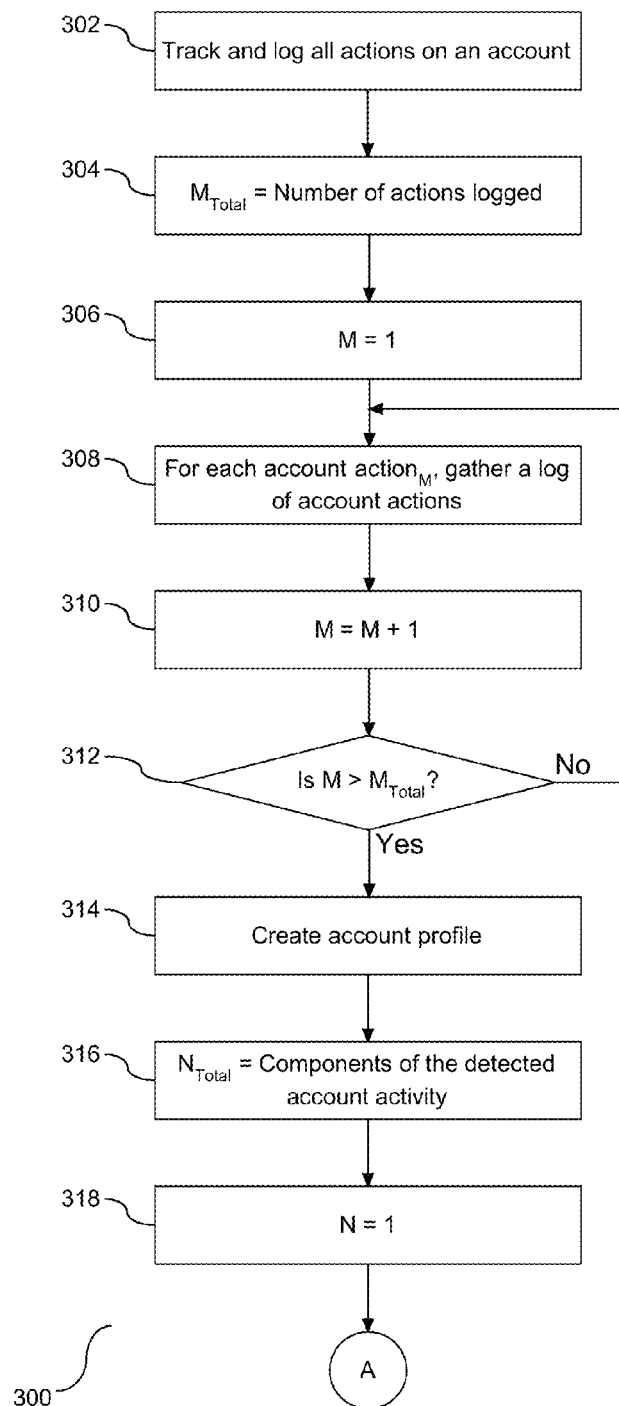 302
Track and log all actions on an account
304
M_Total = Number of actions logged
306
M = 1
308
For each account action_M, gather a log
of account actions
310
M = M + 1
312
Is M > M_Total?
No
Yes
314
Create account profile
316
N_Total = Components of the detected
account activity
318
N = 1
A
300